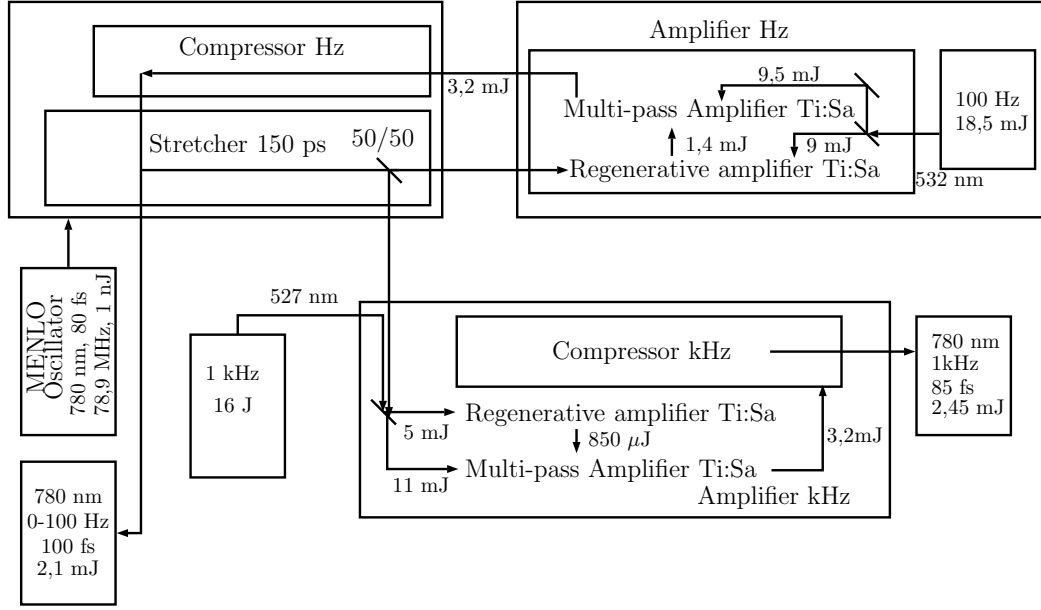 Compressor Hz
3,2 mJ
Stretcher 150 ps
50/50
Amplifier Hz
9,5 mJ
Multi-pass Amplifier Ti:Sa
1,4 mJ
9 mJ
Regenerative amplifier Ti:Sa
100 Hz
18,5 mJ
532 nm
MENLO
Oscillator
780 nm, 80 fs
78,9 MHz, 1 nJ
527 nm
1 kHz
16 J
Compressor kHz
Regenerative amplifier Ti:Sa
5 mJ
850 μJ
3,2mJ
Multi-pass Amplifier Ti:Sa
11 mJ
Amplifier kHz
780 nm
1kHz
85 fs
2,45 mJ
780 nm
0-100 Hz
100 fs
2,1 mJ